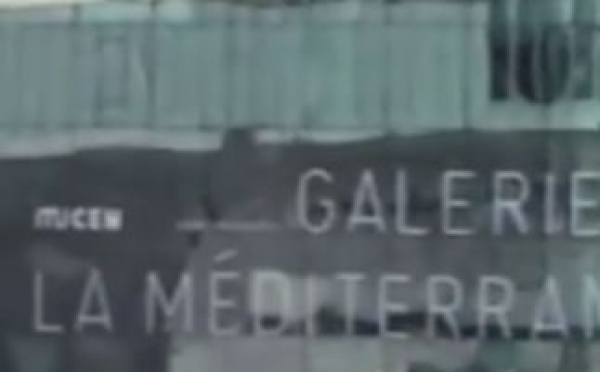 MUCEM GALERIE
LA MÉDITERRAN